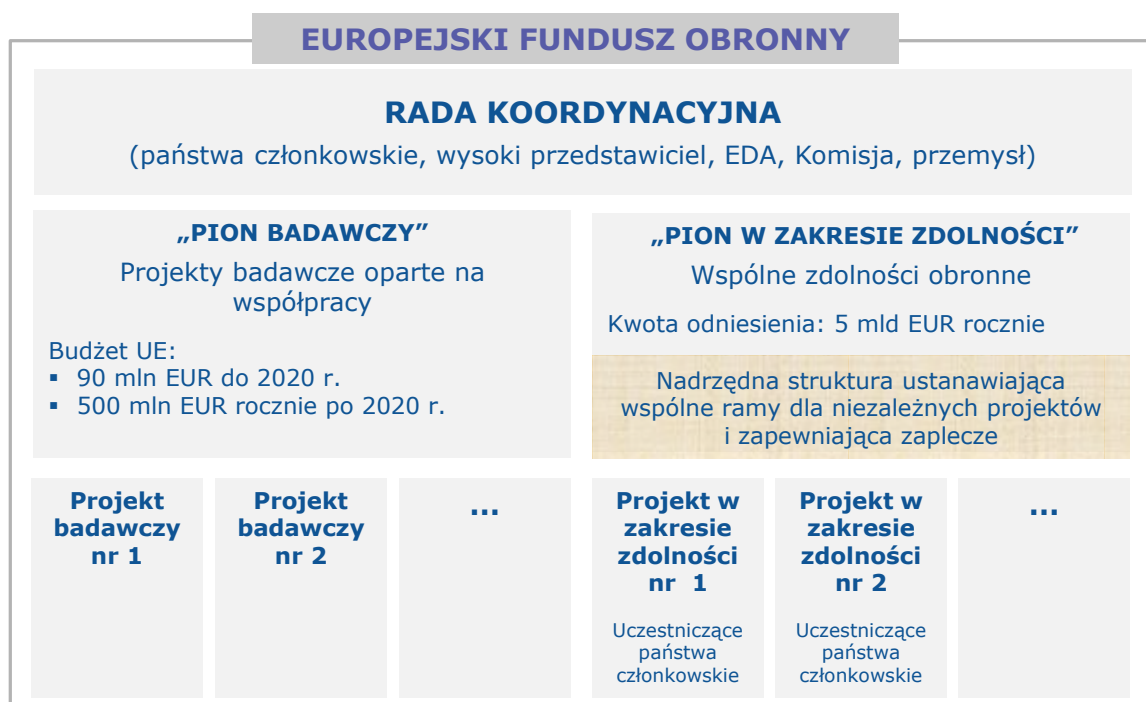 EUROPEJSKI FUNDUSZ OBRONNY
RADA KOORDYNACYJNA
(państwa członkowskie, wysoki przedstawiciel, EDA, Komisja, przemysł)
„PION BADAWCZY”
Projekty badawcze oparte na
współpracy
Budżet UE:
▪ 90 mln EUR do 2020 r.
▪ 500 mln EUR rocznie po 2020 r.
„PION W ZAKRESIE ZDOLNOŚCI”
Wspólne zdolności obronne
Kwota odniesienia: 5 mld EUR rocznie
Nadrzędna struktura ustanawiająca
wspólne ramy dla niezależnych projektów
i zapewniająca zaplecze
Projekt
badawczy
nr 1
Projekt
badawczy
nr 2
...
Projekt w
zakresie
zdolności
nr 1
Uczestniczące
państwa
członkowskie
Projekt w
zakresie
zdolności
nr 2
Uczestniczące
państwa
członkowskie
...